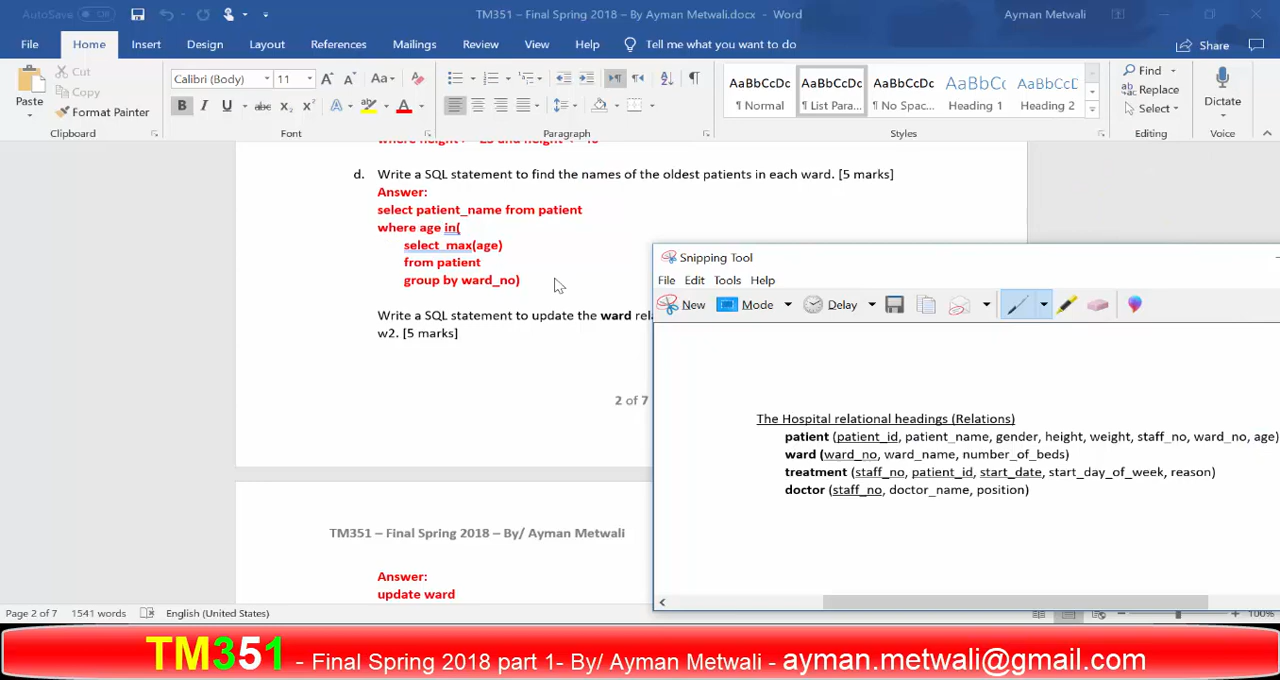 AutoSave Off
TM351 – Final Spring 2018 – By Ayman Metwali.docx - Word
Ayman Metwali
File Home Insert Design Layout References Mailings Review View Help Tell me what you want to do Share
Paste
Cut
Copy
Format Painter
Clipboard
Calibri (Body) 11
Aa
B I U abc x₂ x²
Font
Paragraph
AaBbCcDc AaBbCcDc AaBbCcDc AaBbCc AaBbCcD
¶ Normal ¶ List Para... ¶ No Spac... Heading 1 Heading 2
Styles
Find
Replace
Select
Editing
Dictate
Voice
d. Write a SQL statement to find the names of the oldest patients in each ward. [5 marks]
Answer:
select patient_name from patient
where age in(
select max(age)
from patient
group by ward_no)
Write a SQL statement to update the ward
w2. [5 marks]
2 of 7
TM351 – Final Spring 2018 – By/ Ayman Metwali
Answer:
update ward
Snipping Tool
File Edit Tools Help
New Mode Delay
The Hospital relational headings (Relations)
patient (patient_id, patient_name, gender, height, weight, staff_no, ward_no, age)
ward (ward_no, ward_name, number_of_beds)
treatment (staff_no, patient_id, start_date, start_day_of_week, reason)
doctor (staff_no, doctor_name, position)
Page 2 of 7 1541 words English (United States) 100%
TM351 - Final Spring 2018 part 1- By/ Ayman Metwali - ayman.metwali@gmail.com